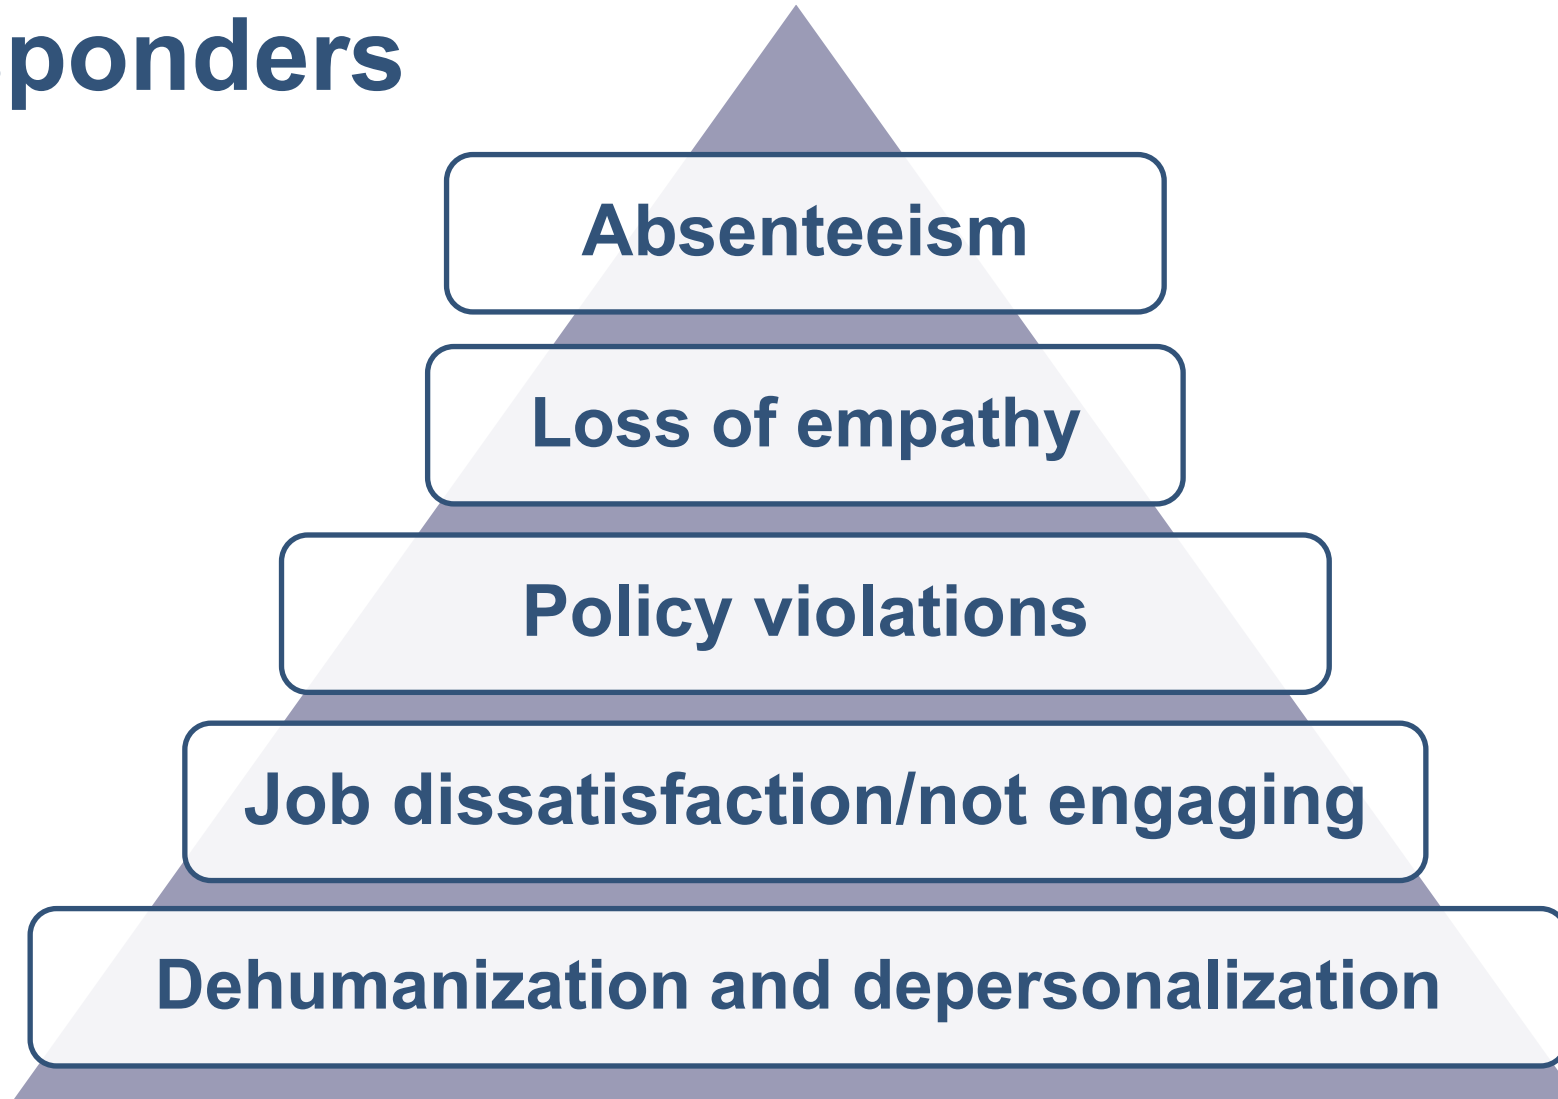 ponders
Absenteeism
Loss of empathy
Policy violations
Job dissatisfaction/not engaging
Dehumanization and depersonalization